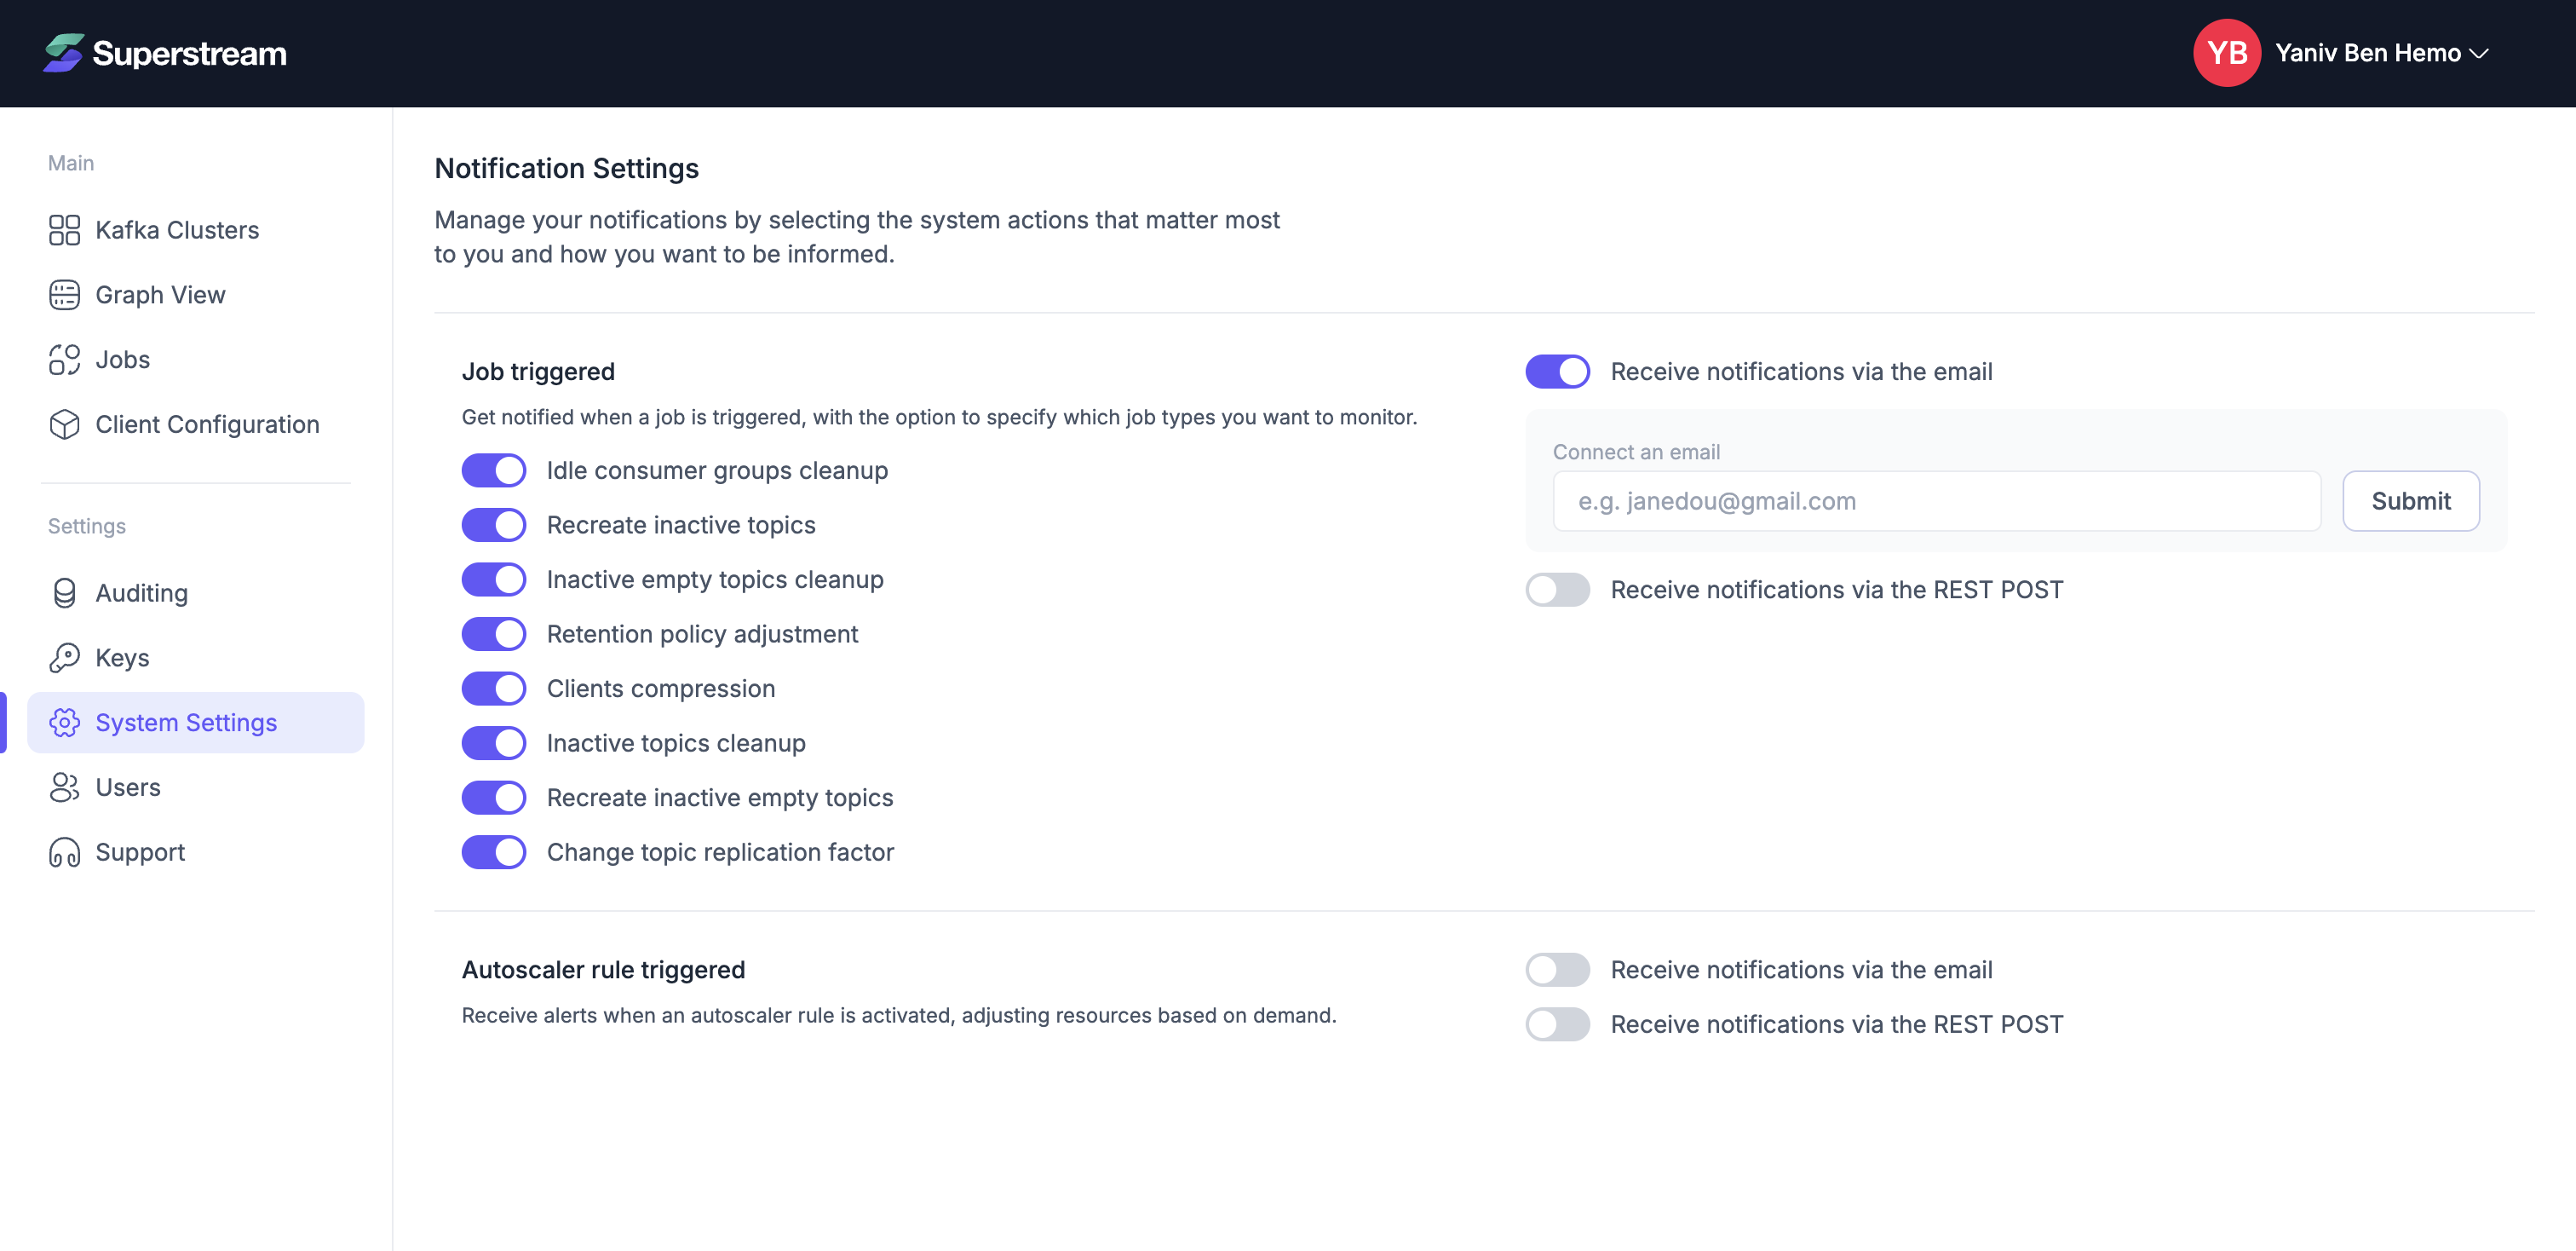 Superstream
YB
Yaniv Ben Hemo
Main
Kafka Clusters
Graph View
Jobs
Client Configuration
Settings
Auditing
Keys
System Settings
Users
Support
Notification Settings
Manage your notifications by selecting the system actions that matter most
to you and how you want to be informed.
Job triggered
Get notified when a job is triggered, with the option to specify which job types you want to monitor.
Idle consumer groups cleanup
Recreate inactive topics
Inactive empty topics cleanup
Retention policy adjustment
Clients compression
Inactive topics cleanup
Recreate inactive empty topics
Change topic replication factor
Receive notifications via the email
Connect an email
e.g. janedou@gmail.com
Submit
Receive notifications via the REST POST
Autoscaler rule triggered
Receive alerts when an autoscaler rule is activated, adjusting resources based on demand.
Receive notifications via the email
Receive notifications via the REST POST